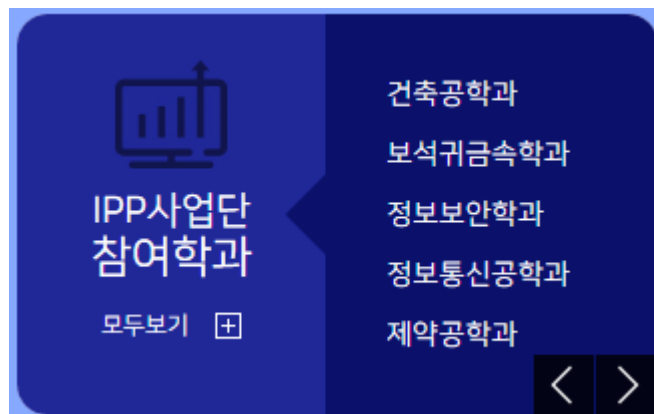 IPP사업단
참여학과
모두보기
건축공학과
보석귀금속학과
정보보안학과
정보통신공학과
제약공학과